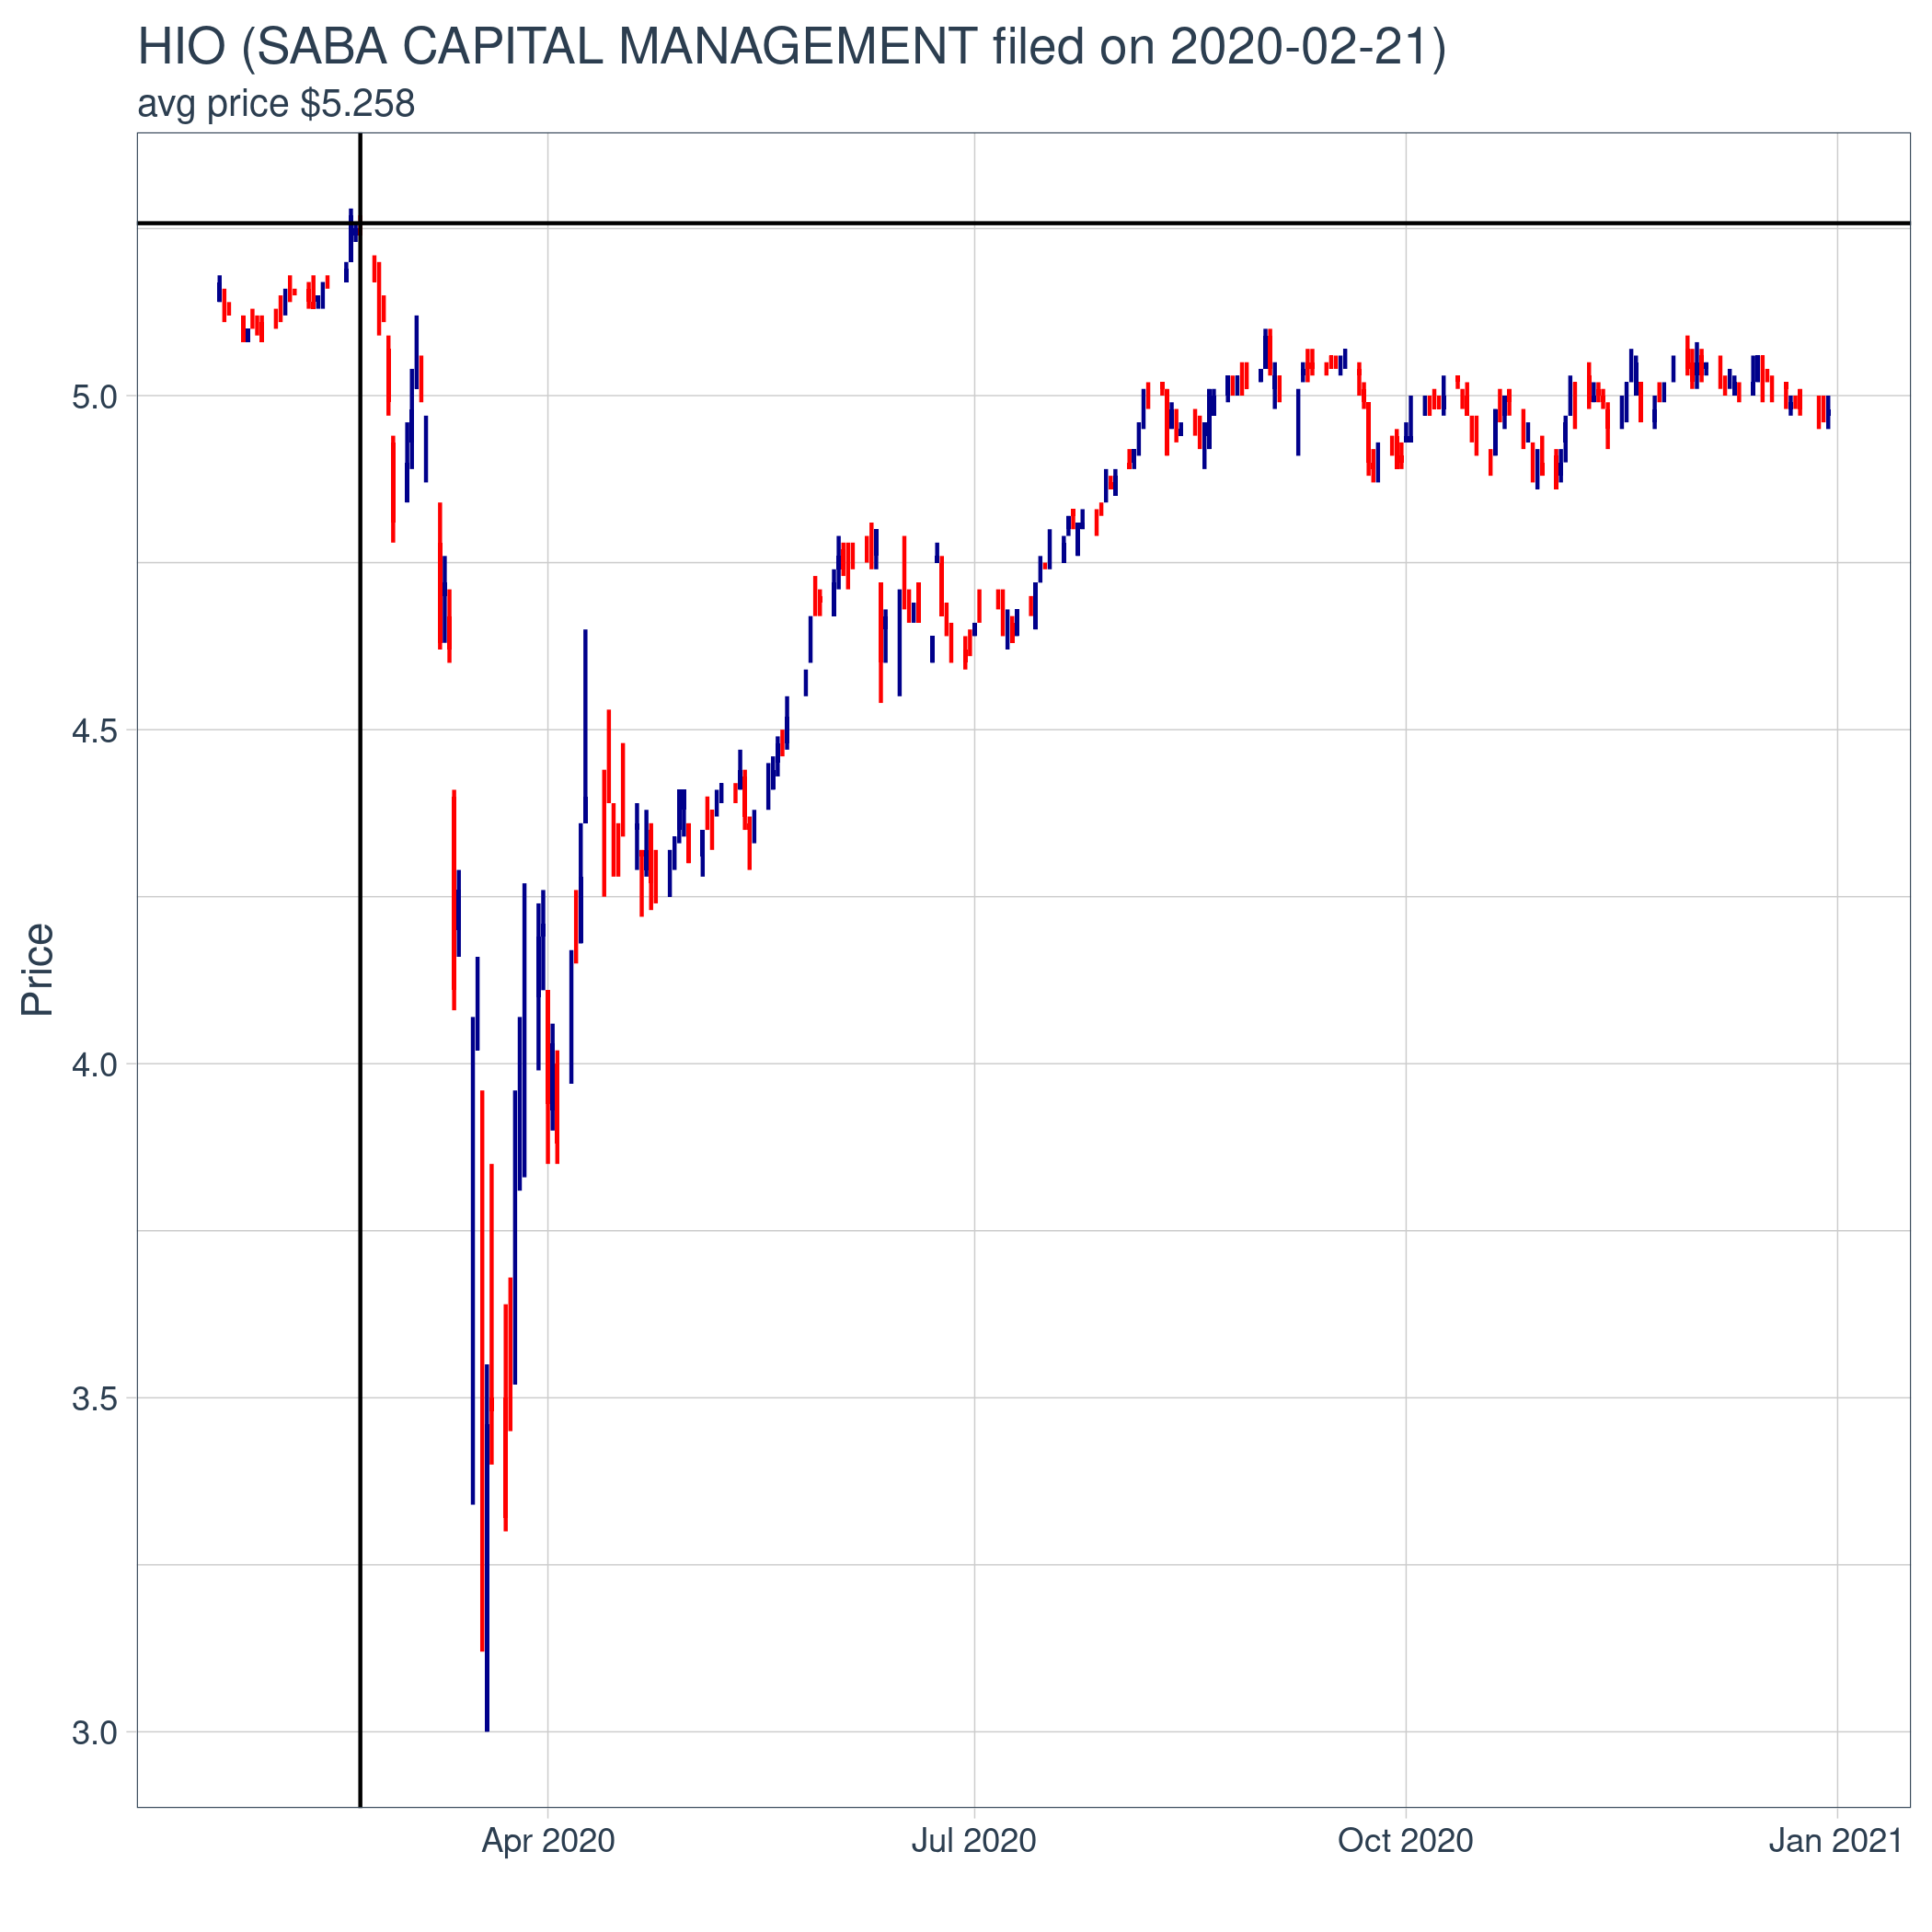 HIO (SABA CAPITAL MANAGEMENT filed on 2020-02-21)
avg price $5.258
5.0
4.5
4.0
3.5
3.0
Price
Apr 2020
Jul 2020
Oct 2020
Jan 2021